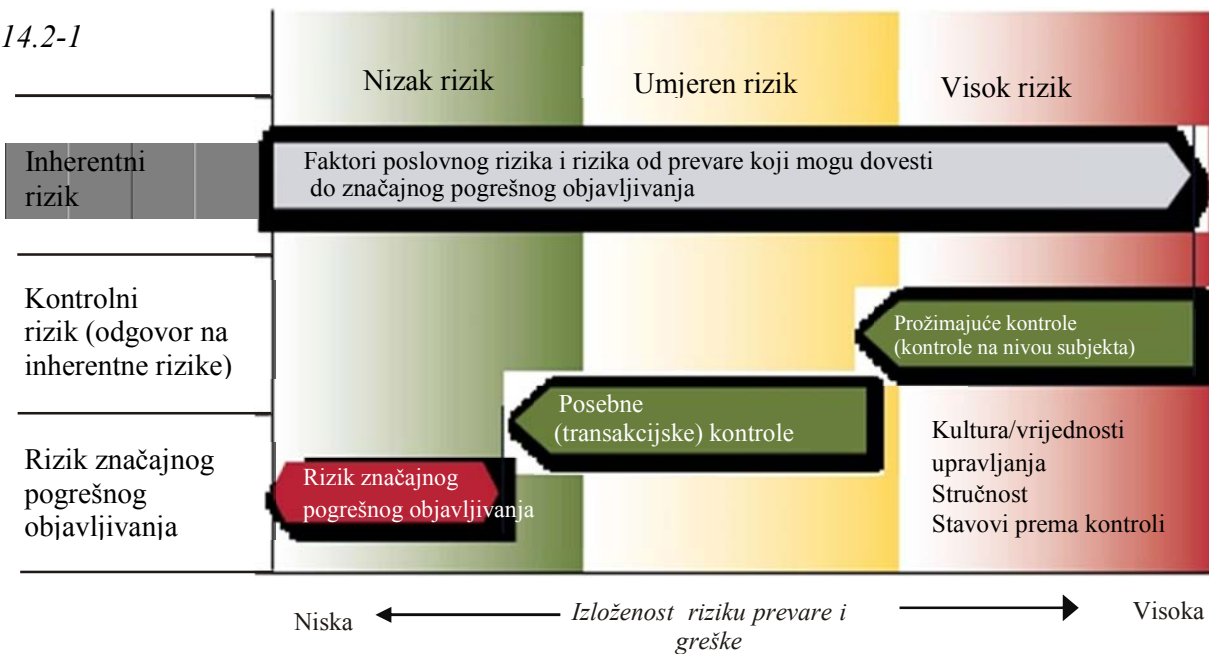 14.2-1
Nizak rizik
Umjeren rizik
Visok rizik
Inherentni
rizik
Faktori poslovnog rizika i rizika od prevare koji mogu dovesti
do značajnog pogrešnog objavljivanja
Kontrolni
rizik (odgovor na
inherentne rizike)
Prožimajuće kontrole
(kontrole na nivou subjekta)
Posebne
(transakcijske) kontrole
Kultura/vrijednosti
upravljanja
Stručnost
Stavovi prema kontroli
Rizik značajnog
pogrešnog
objavljivanja
Rizik značajnog
pogrešnog objavljivanja
Niska
Izloženost riziku prevare i
greške
Visoka